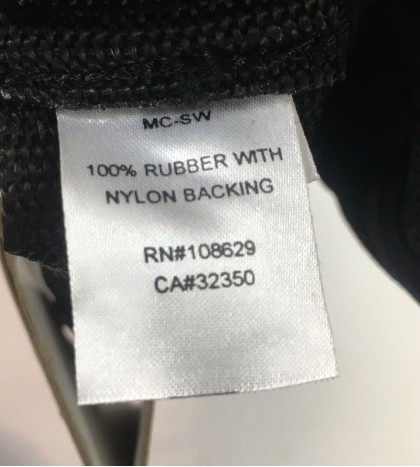 MC-SW
100% RUBBER WITH
NYLON BACKING
RN#108629
CA#32350